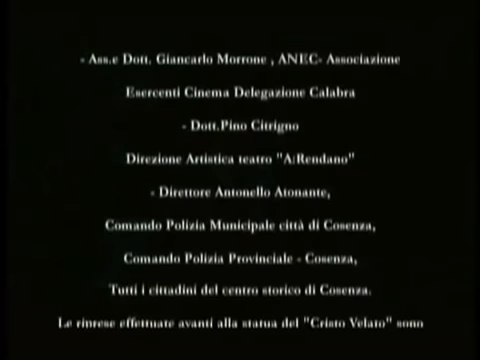 - Ass.e Dott. Giancarlo Morrone , ANEC- Associazione
Esercenti Cinema Delegazione Calabra
- Dott.Pino Citrigno
Direzione Artistica teatro "A:Rendano"
- Direttore Antonello Atonante,
Comando Polizia Municipale città di Cosenza,
Comando Polizia Provinciale - Cosenza,
Tutti i cittadini del centro storico di Cosenza.
Le riprese effettuate avanti alla statua del "Cristo Velato" sono